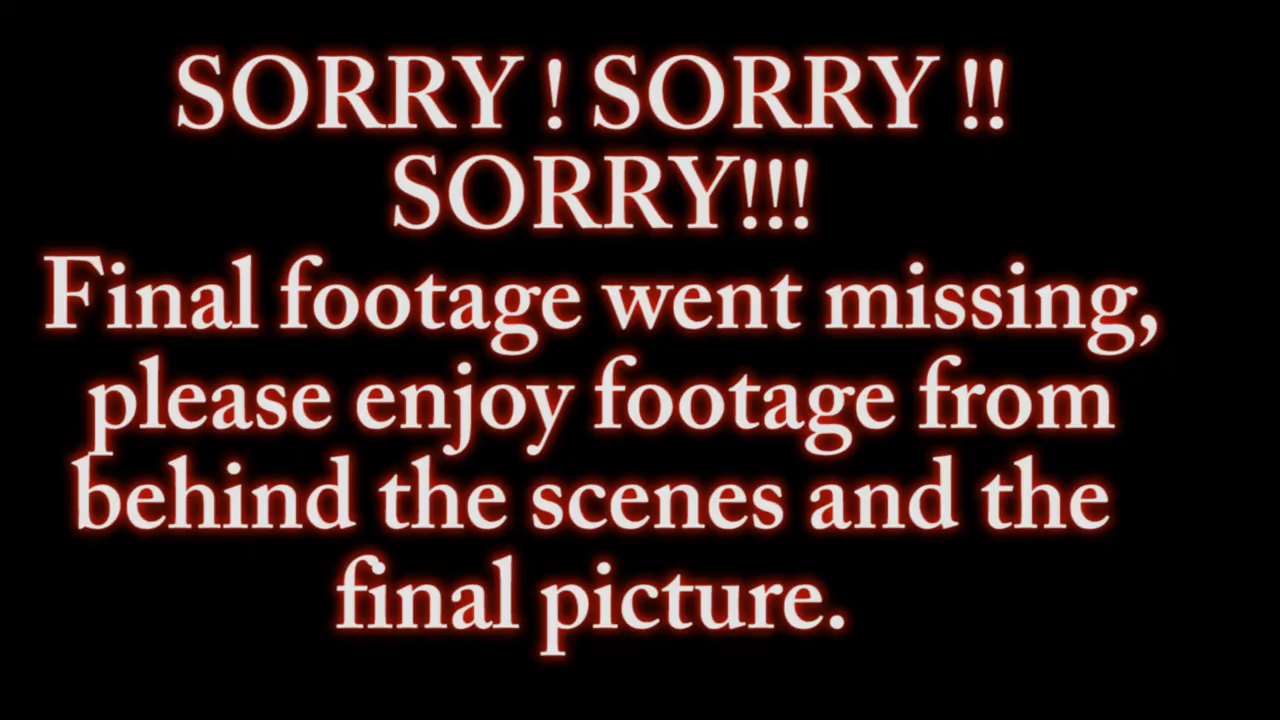 SORRY ! SORRY !!
SORRY!!!
Final footage went missing,
please enjoy footage from
behind the scenes and the
final picture.